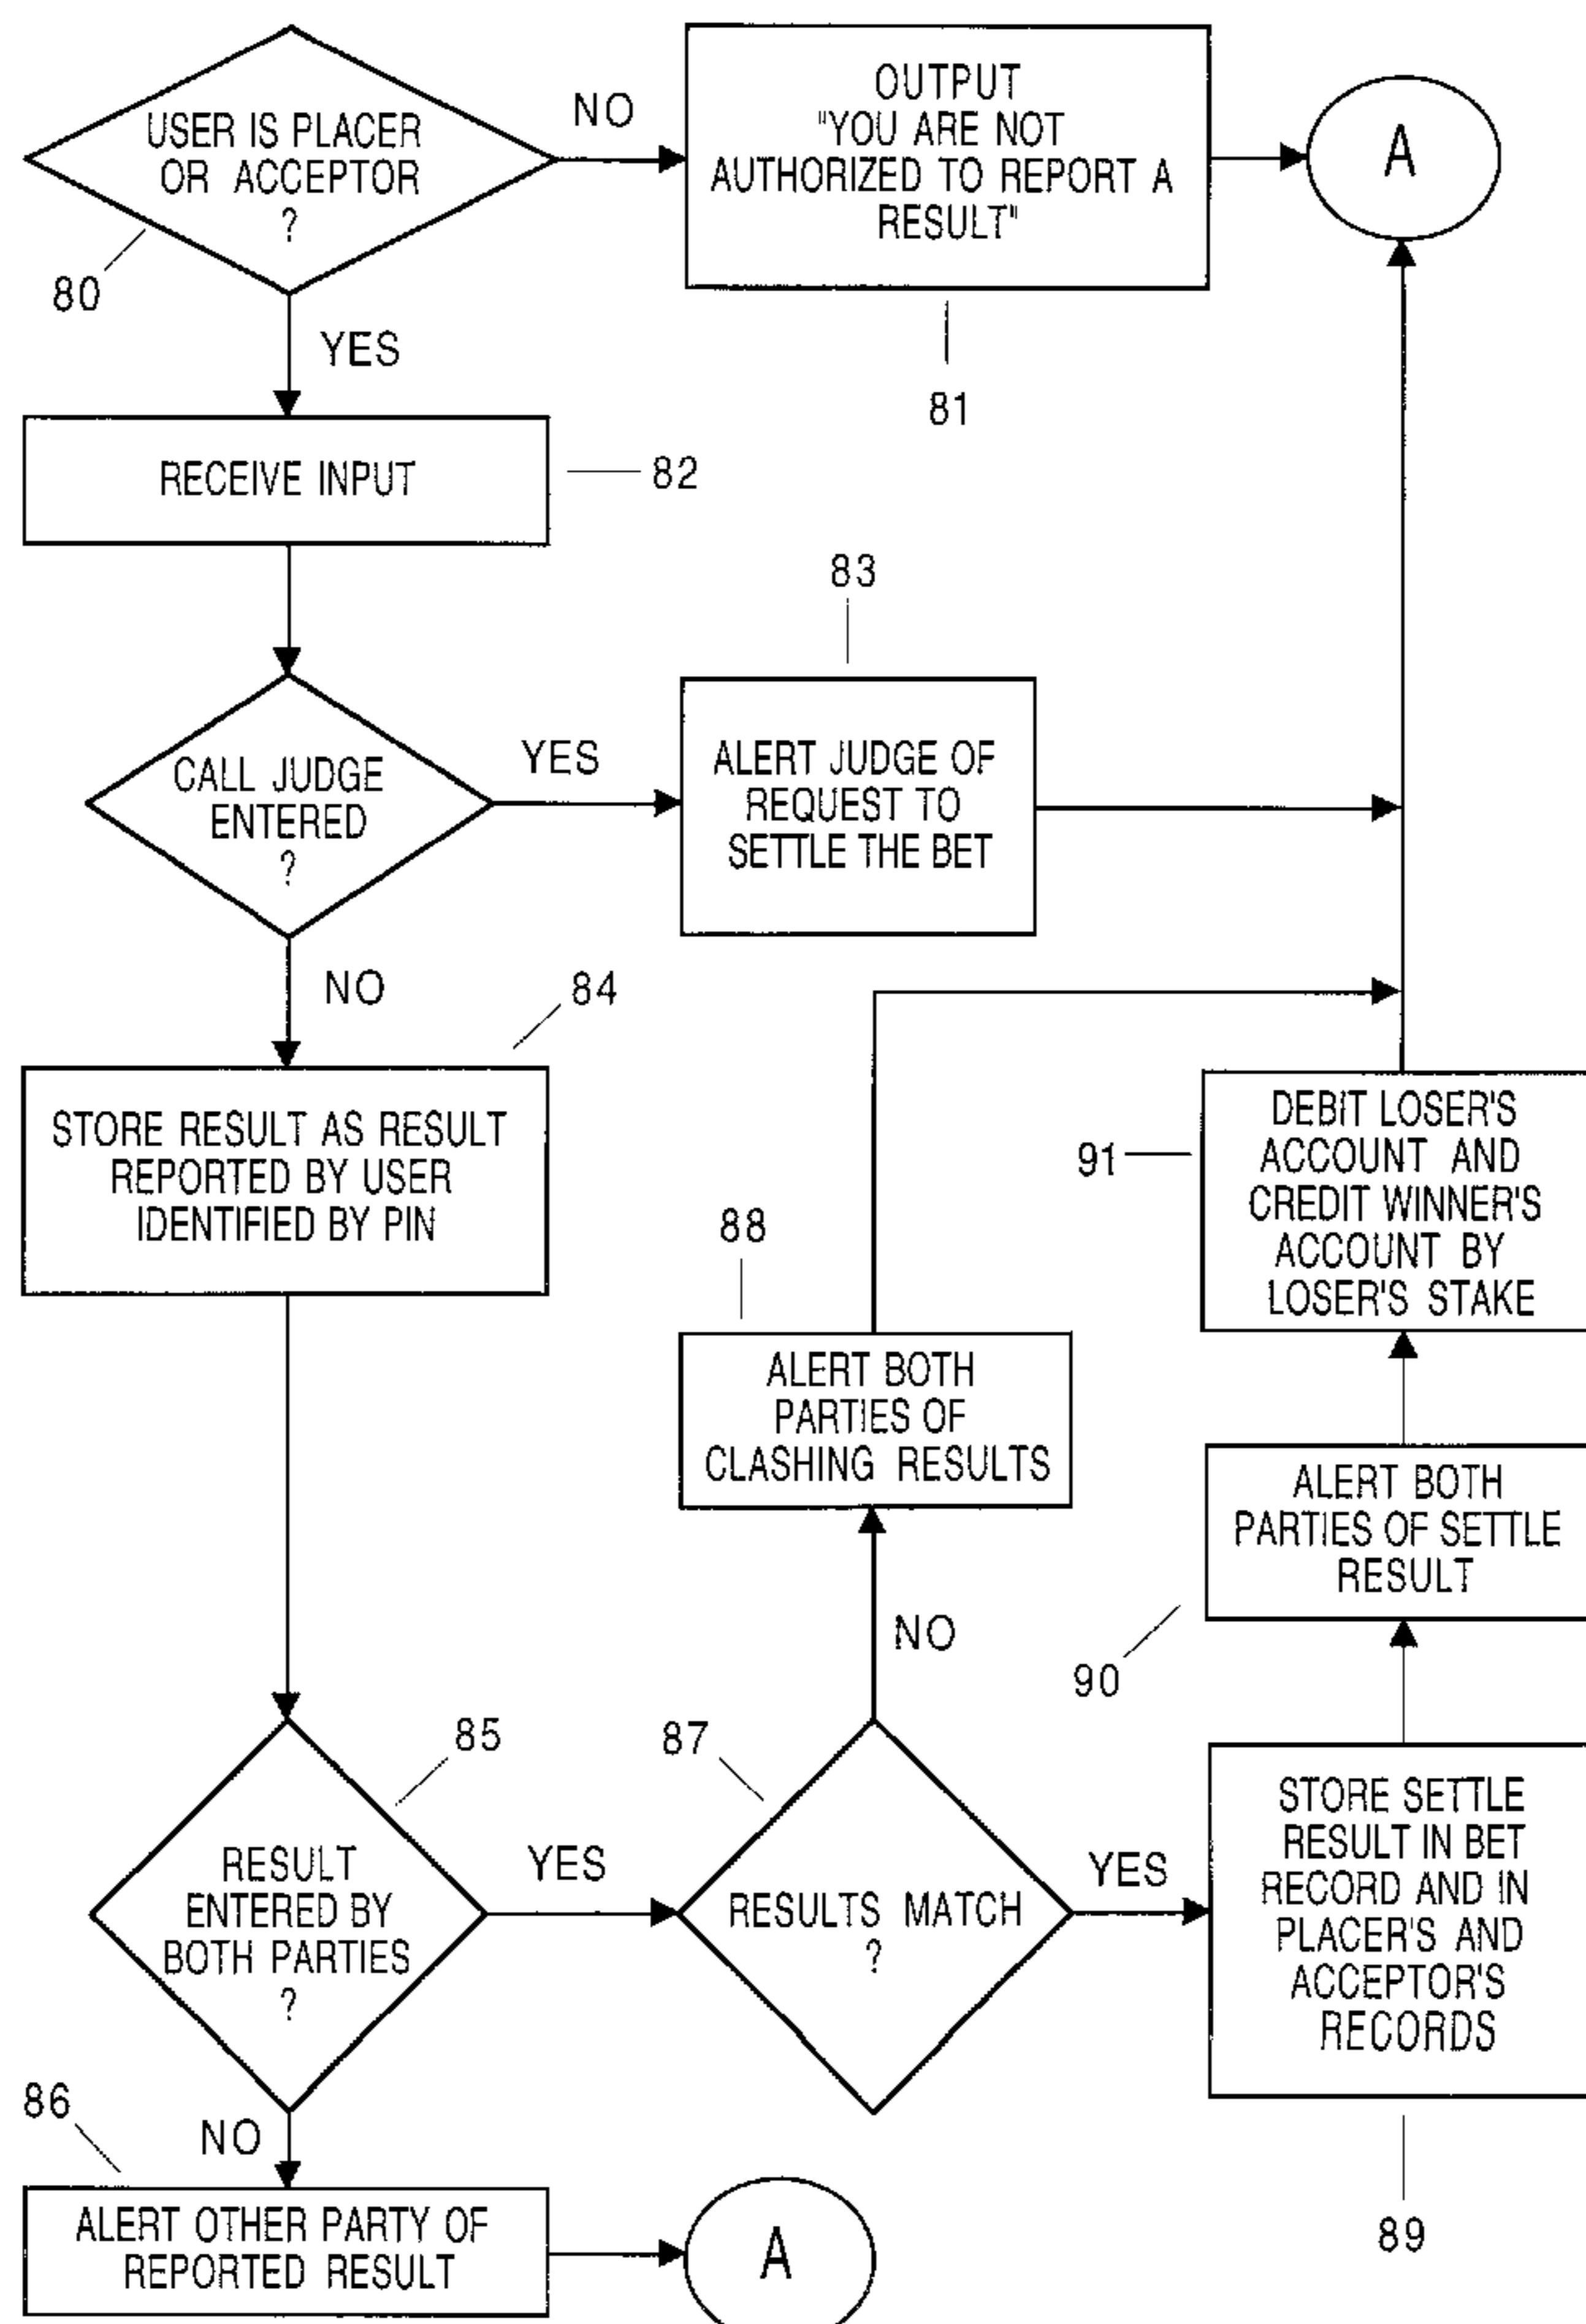 USER IS PLACER
OR ACCEPTOR
?
80
NO
OUTPUT
"YOU ARE NOT
AUTHORIZED TO REPORT A
RESULT"
81
A
YES
RECEIVE INPUT
82
CALL JUDGE
ENTERED
?
YES
83
ALERT JUDGE OF
REQUEST TO
SETTLE THE BET
NO
84
STORE RESULT AS RESULT
REPORTED BY USER
IDENTIFIED BY PIN
88
ALERT BOTH
PARTIES OF
CLASHING RESULTS
91
DEBIT LOSER'S
ACCOUNT AND
CREDIT WINNER'S
ACCOUNT BY
LOSER'S STAKE
ALERT BOTH
PARTIES OF SETTLE
RESULT
90
NO
85
RESULT
ENTERED BY
BOTH PARTIES
?
YES
87
RESULTS MATCH
?
YES
STORE SETTLE
RESULT IN BET
RECORD AND IN
PLACER'S AND
ACCEPTOR'S
RECORDS
89
86
NO
ALERT OTHER PARTY OF
REPORTED RESULT
A